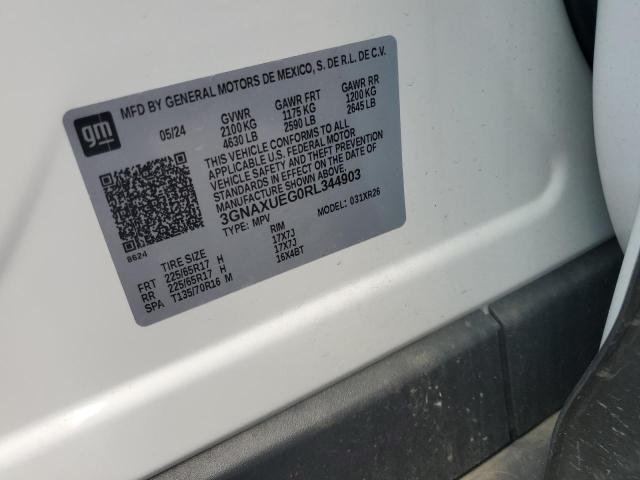 MFD BY GENERAL MOTORS DE MEXICO, S. DE R.L. DE C.V.
gm
05/24 GVWR GAWR FRT GAWR RR
2100 KG 1175 KG 1200 KG
4630 LB 2590 LB 2645 LB
THIS VEHICLE CONFORMS TO ALL
APPLICABLE U.S. FEDERAL MOTOR
VEHICLE SAFETY AND THEFT PREVENTION
STANDARDS IN EFFECT ON THE DATE OF
MANUFACTURE SHOWN ABOVE.
3GNAXUEG0RL344903
8624 TYPE: MPV MODEL: 031XR26
TIRE SIZE RIM
FRT 225/65R17 H 17X7J
RR 225/65R17 H 17X7J
SPA T135/70R16 M 16X4BT